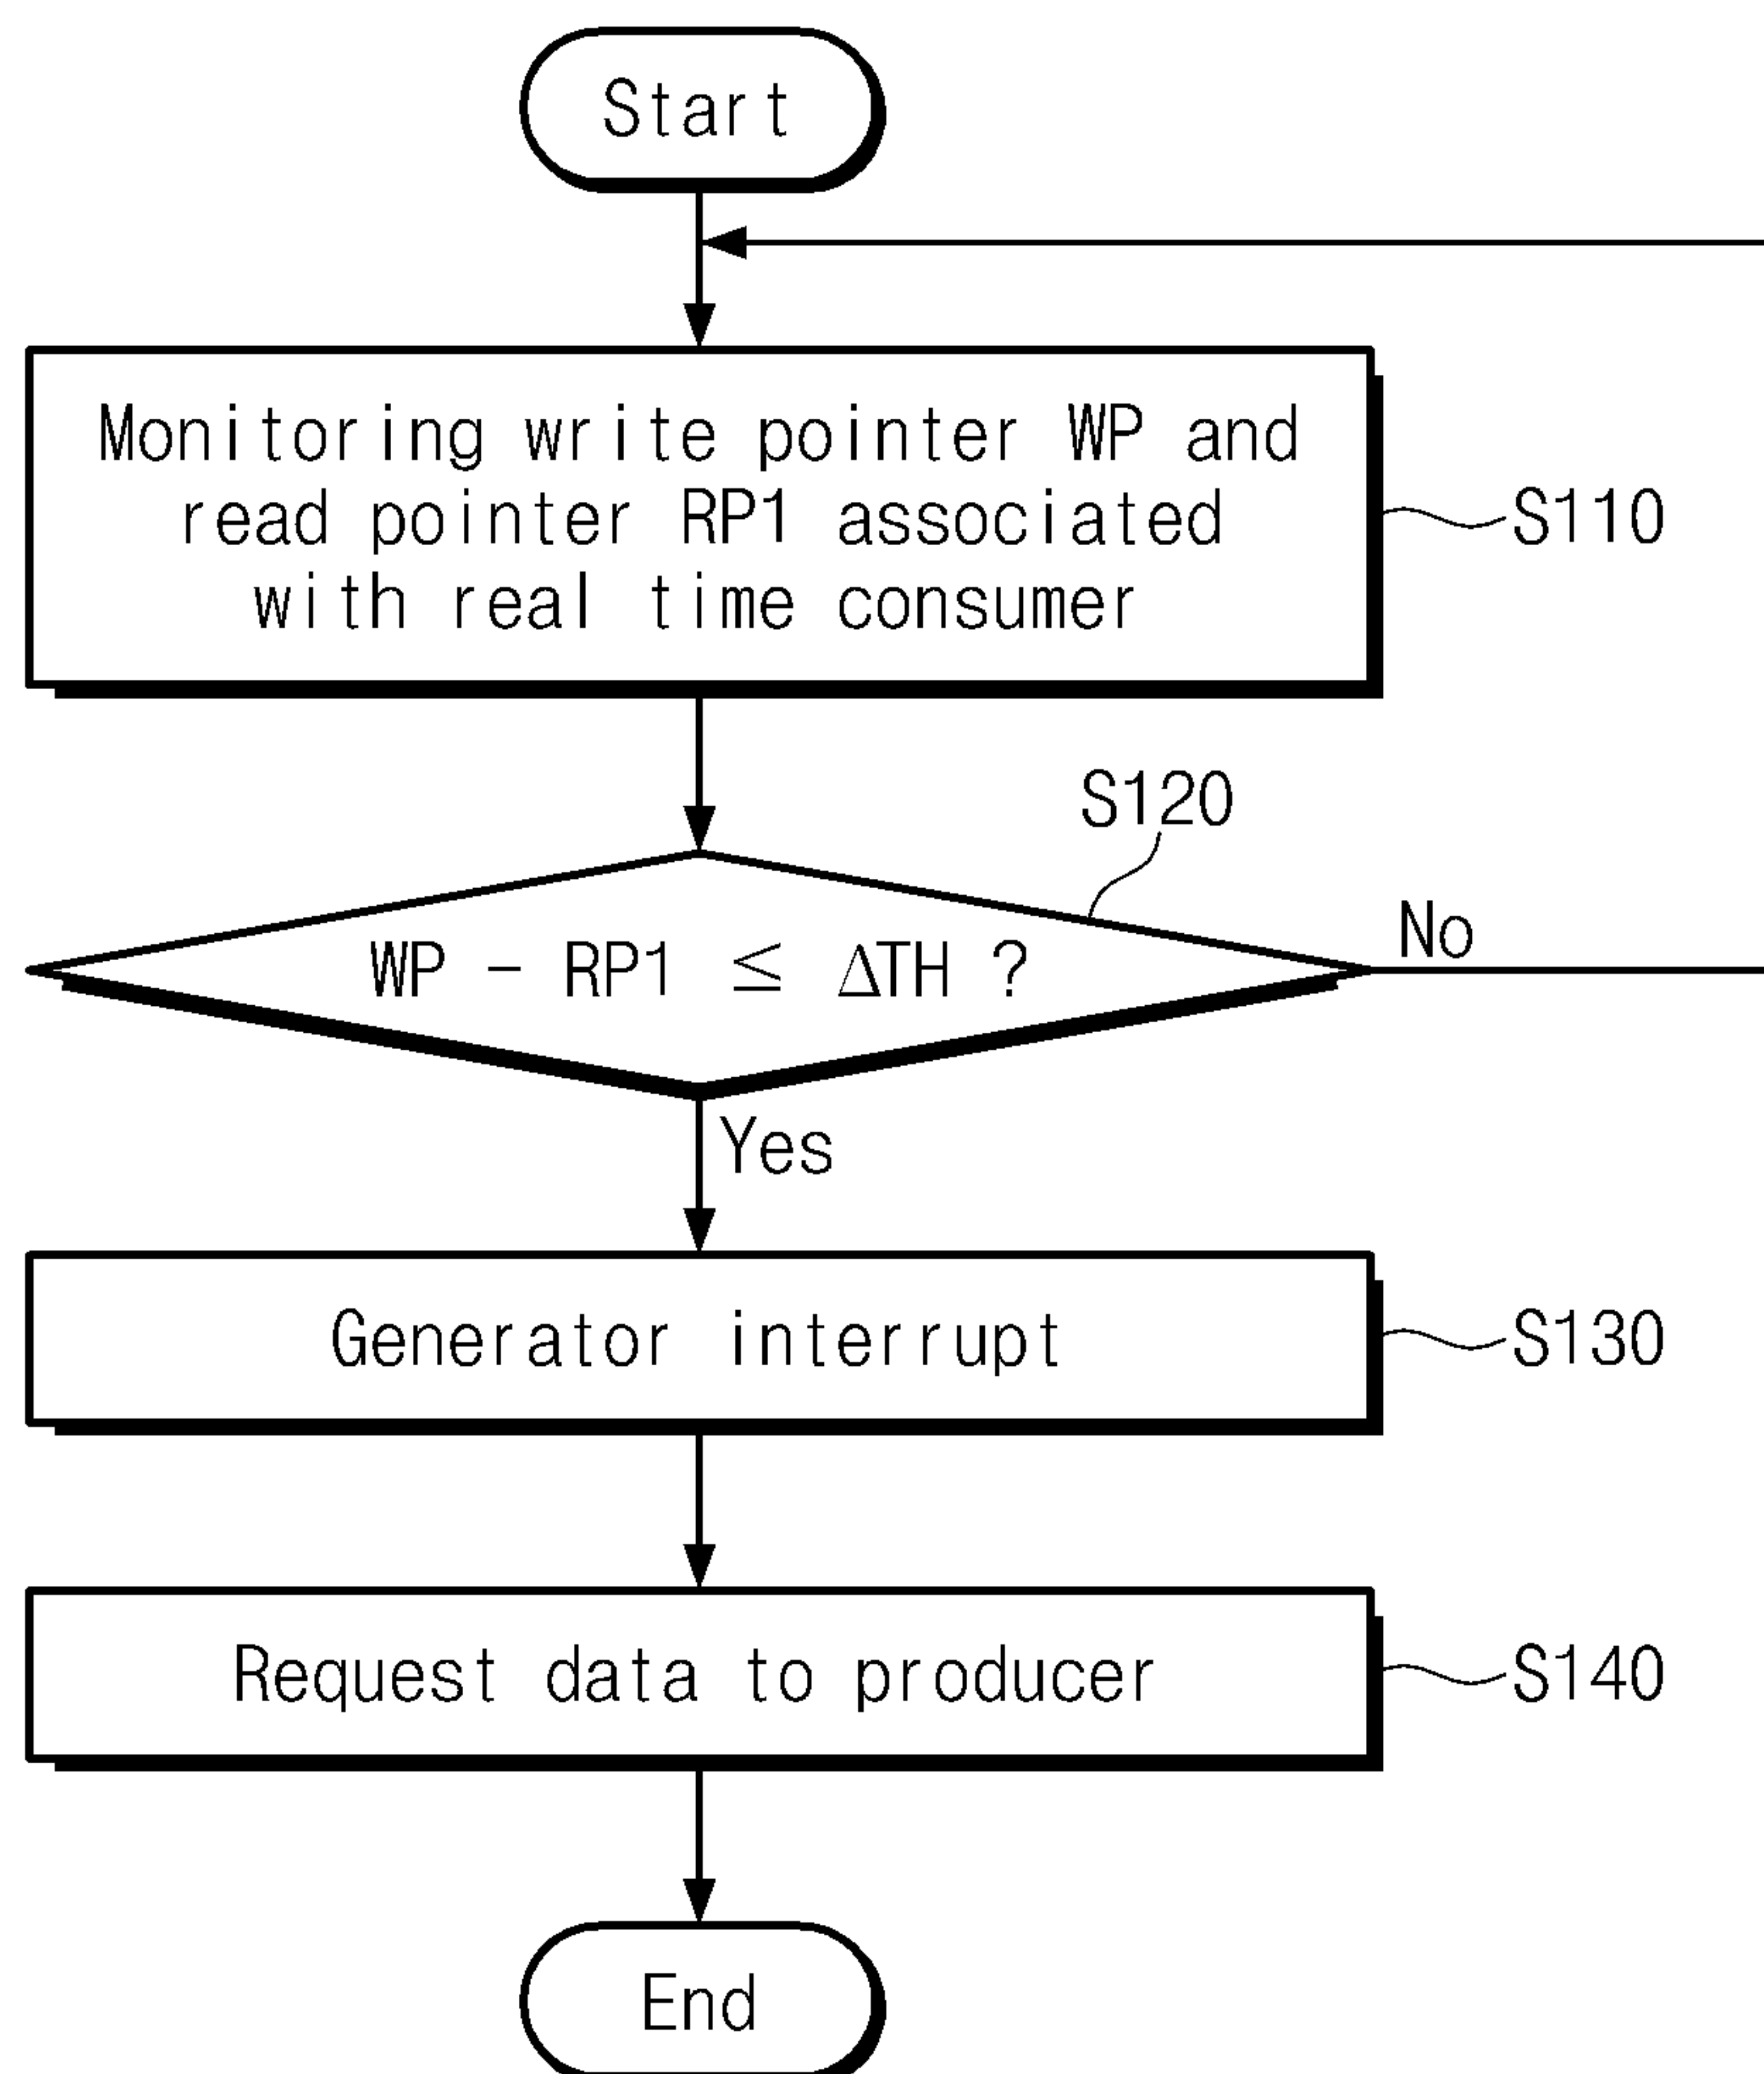 Start
Monitoring write pointer WP and
read pointer RP1 associated
with real time consumer
S110
S120
WP - RP1 ≤ ΔTH ?
No
Yes
Generator interrupt
S130
Request data to producer
S140
End